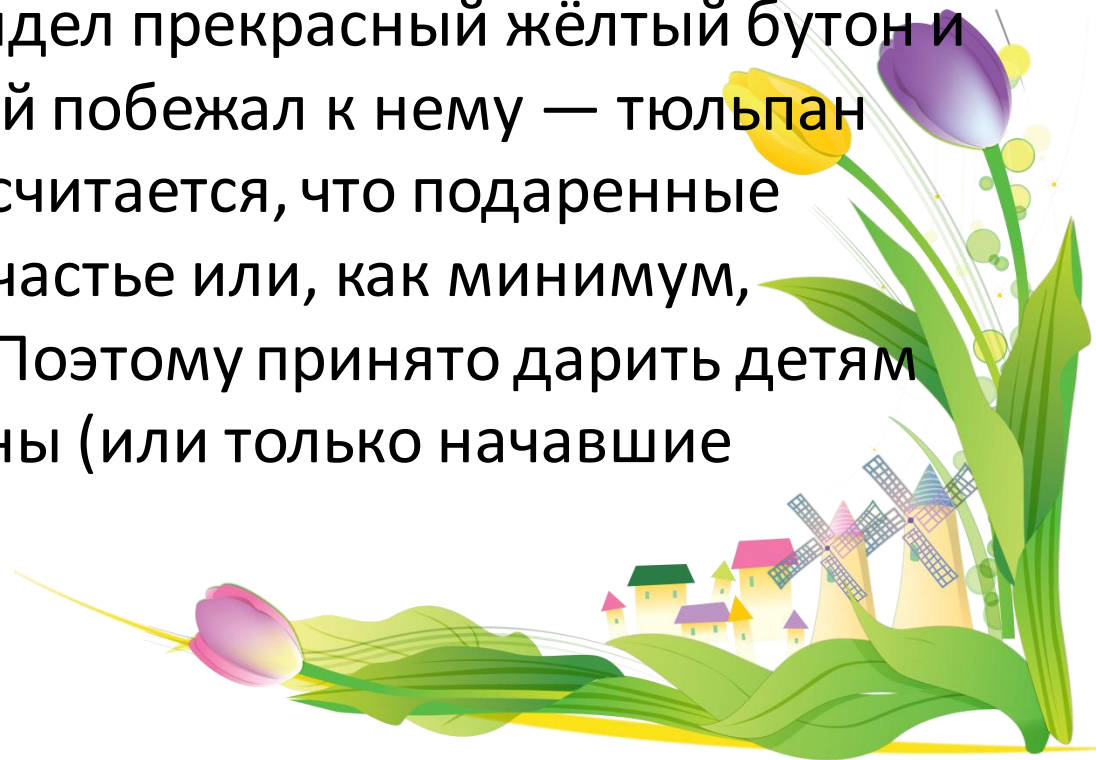 дел прекрасный жёлтый бутон и
й побежал к нему — тюльпан
считается, что подаренные
частье или, как минимум,
Поэтому принято дарить детям
ны (или только начавшие